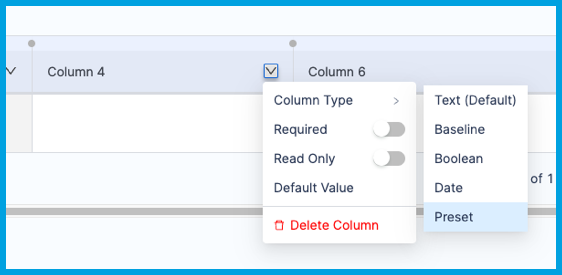 Column 4
Column 6
Column Type
Required
Read Only
Default Value
Delete Column
Text (Default)
Baseline
Boolean
Date
Preset
of 1